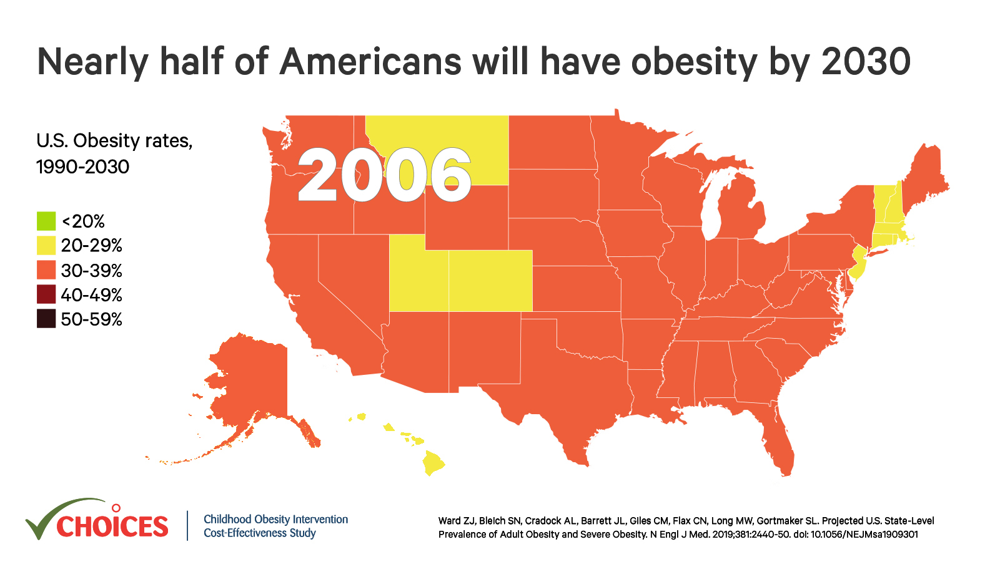 Nearly half of Americans will have obesity by 2030
U.S. Obesity rates,
1990-2030
2006
<20%
20-29%
30-39%
40-49%
50-59%
CHOICES
Childhood Obesity Intervention
Cost-Effectiveness Study
Ward ZJ, Bleich SN, Cradock AL, Barrett JL, Giles CM, Flax CN, Long MW, Gortmaker SL. Projected U.S. State-Level
Prevalence of Adult Obesity and Severe Obesity. N Engl J Med. 2019;381:2440-50. doi: 10.1056/NEJMsa1909301